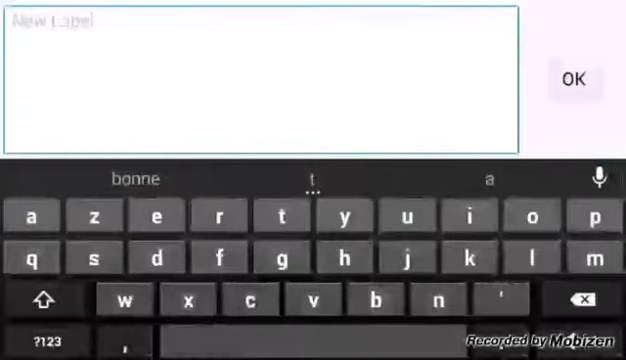 New Label
OK
bonne t a
a z e r t y u i o p
q s d f g h j k l m
w x c v b n '
?123 ,
Recorded by Mobizen